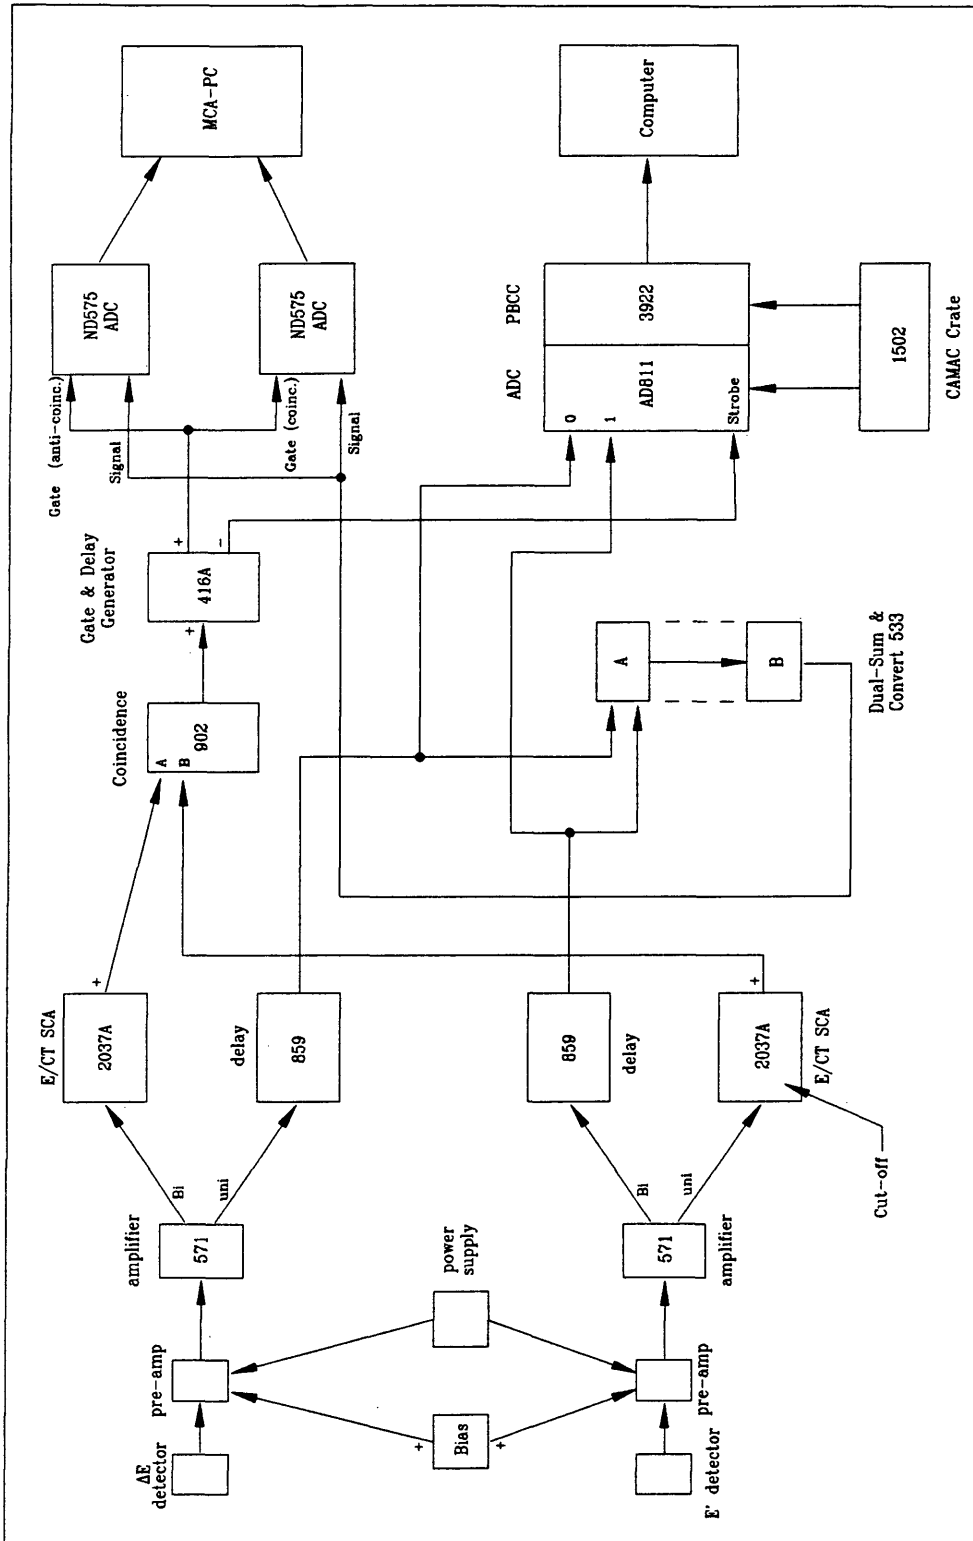 ΔE
detector
pre-amp
amplifier
571
Bi
uni
E/CT SCA
2037A
+
delay
859
Coincidence
A
B
902
Gate & Delay
Generator
+
416A
+
-
Gate (anti-coinc.)
Signal
ND575
ADC
Gate (coinc.)
Signal
ND575
ADC
MCA-PC
+
Bias
+
power
supply
E' detector
pre-amp
amplifier
571
Bi
uni
859
delay
2037A
+
E/CT SCA
Cut-off
A
B
Dual-Sum &
Convert 533
ADC
PBCC
0
1
Strobe
AD811
3922
Computer
1502
CAMAC Crate